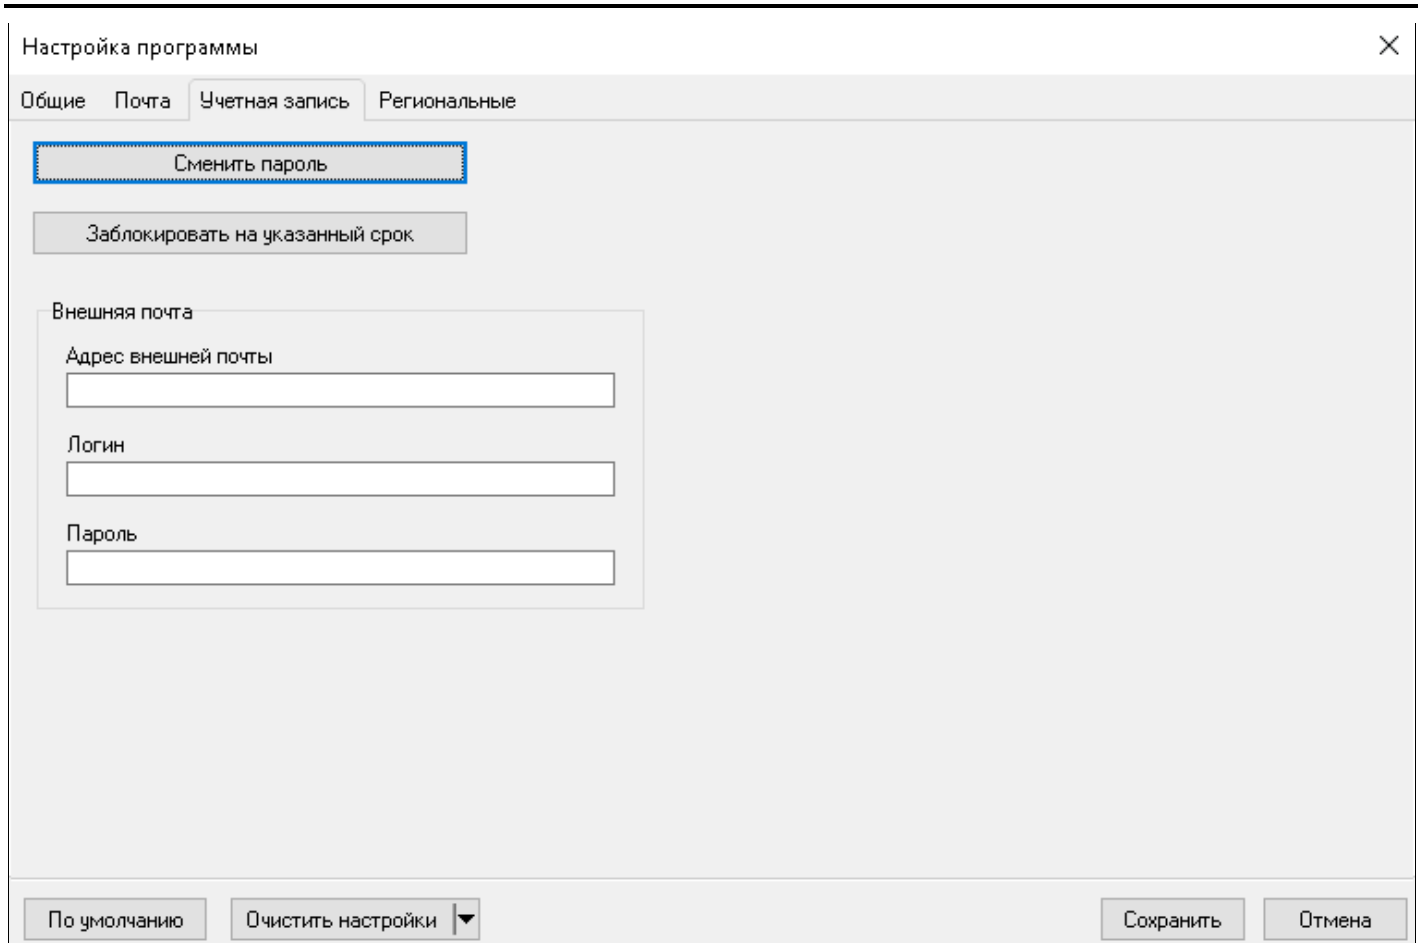 Настройка программы
Общие Почта Учетная запись Региональные
Сменить пароль
Заблокировать на указанный срок
Внешняя почта
Адрес внешней почты
Логин
Пароль
По умолчанию Очистить настройки Сохранить Отмена